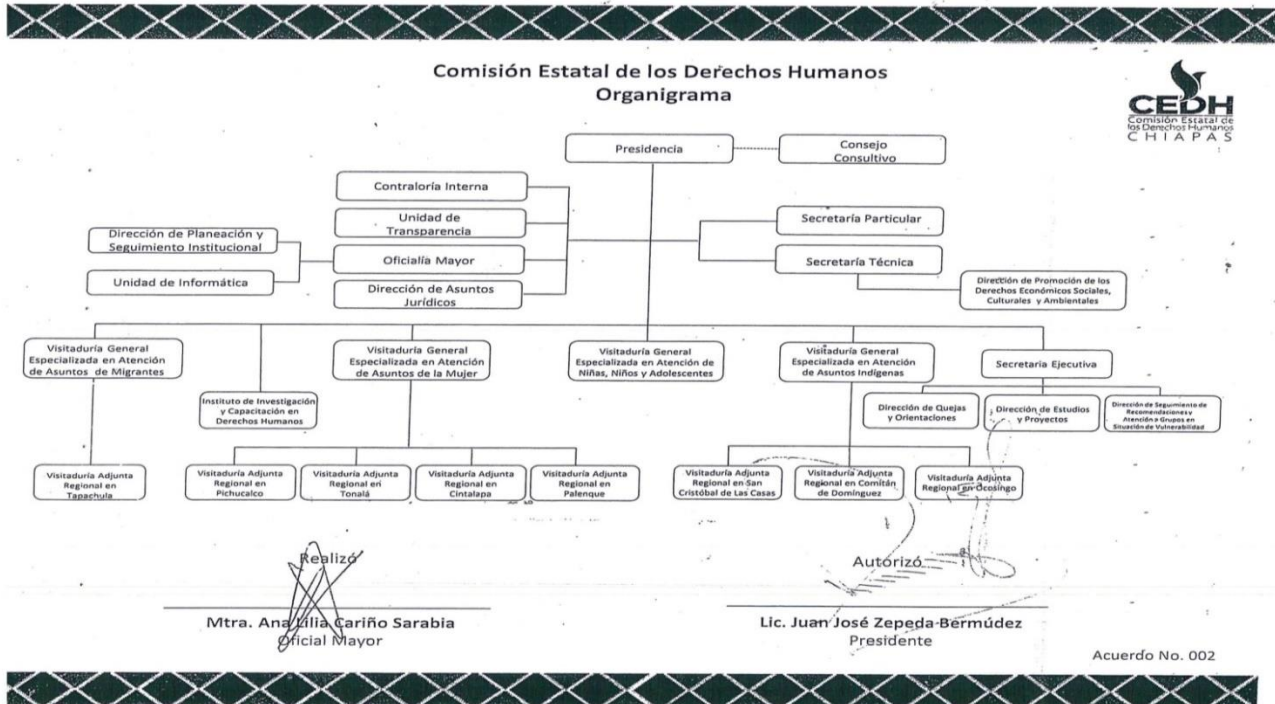 Comisión Estatal de los Derechos Humanos
Organigrama
CEDH
Comisión Estatal de
los Derechos Humanos
CHIAPAS
Presidencia
Consejo
Consultivo
Contraloría Interna
Unidad de
Transparencia
Oficialía Mayor
Dirección de Asuntos
Jurídicos
Dirección de Planeación y
Seguimiento Institucional
Unidad de Informática
Secretaría Particular
Secretaría Técnica
Dirección de Promoción de los
Derechos Económicos Sociales,
Culturales y Ambientales
Visitaduría General
Especializada en Atención
de Asuntos de Migrantes
Instituto de Investigación
y Capacitación en
Derechos Humanos
Visitaduría General
Especializada en Atención
de Asuntos de la Mujer
Visitaduría General
Especializada en Atención de
Niñas, Niños y Adolescentes
Visitaduría General
Especializada en Atención
de Asuntos Indígenas
Secretaria Ejecutiva
Dirección de Quejas
y Orientaciones
Dirección de Estudios
y Proyectos
Dirección de Seguimiento de
Recomendaciones y
Atención a Grupos en
Situación de Vulnerabilidad
Visitaduría Adjunta
Regional en
Tapachula
Visitaduría Adjunta
Regional en
Pichucalco
Visitaduría Adjunta
Regional en
Tonalá
Visitaduría Adjunta
Regional en
Cintalapa
Visitaduría Adjunta
Regional en
Palenque
Visitaduría Adjunta
Regional en San
Cristóbal de Las Casas
Visitaduría Adjunta
Regional en Comitán
de Domínguez
Visitaduría Adjunta
Regional en Ocosingo
Realizó
Mtra. Ana Lilia Cariño Sarabia
Oficial Mayor
Autorizó
Lic. Juan José Zepeda Bermúdez
Presidente
Acuerdo No. 002